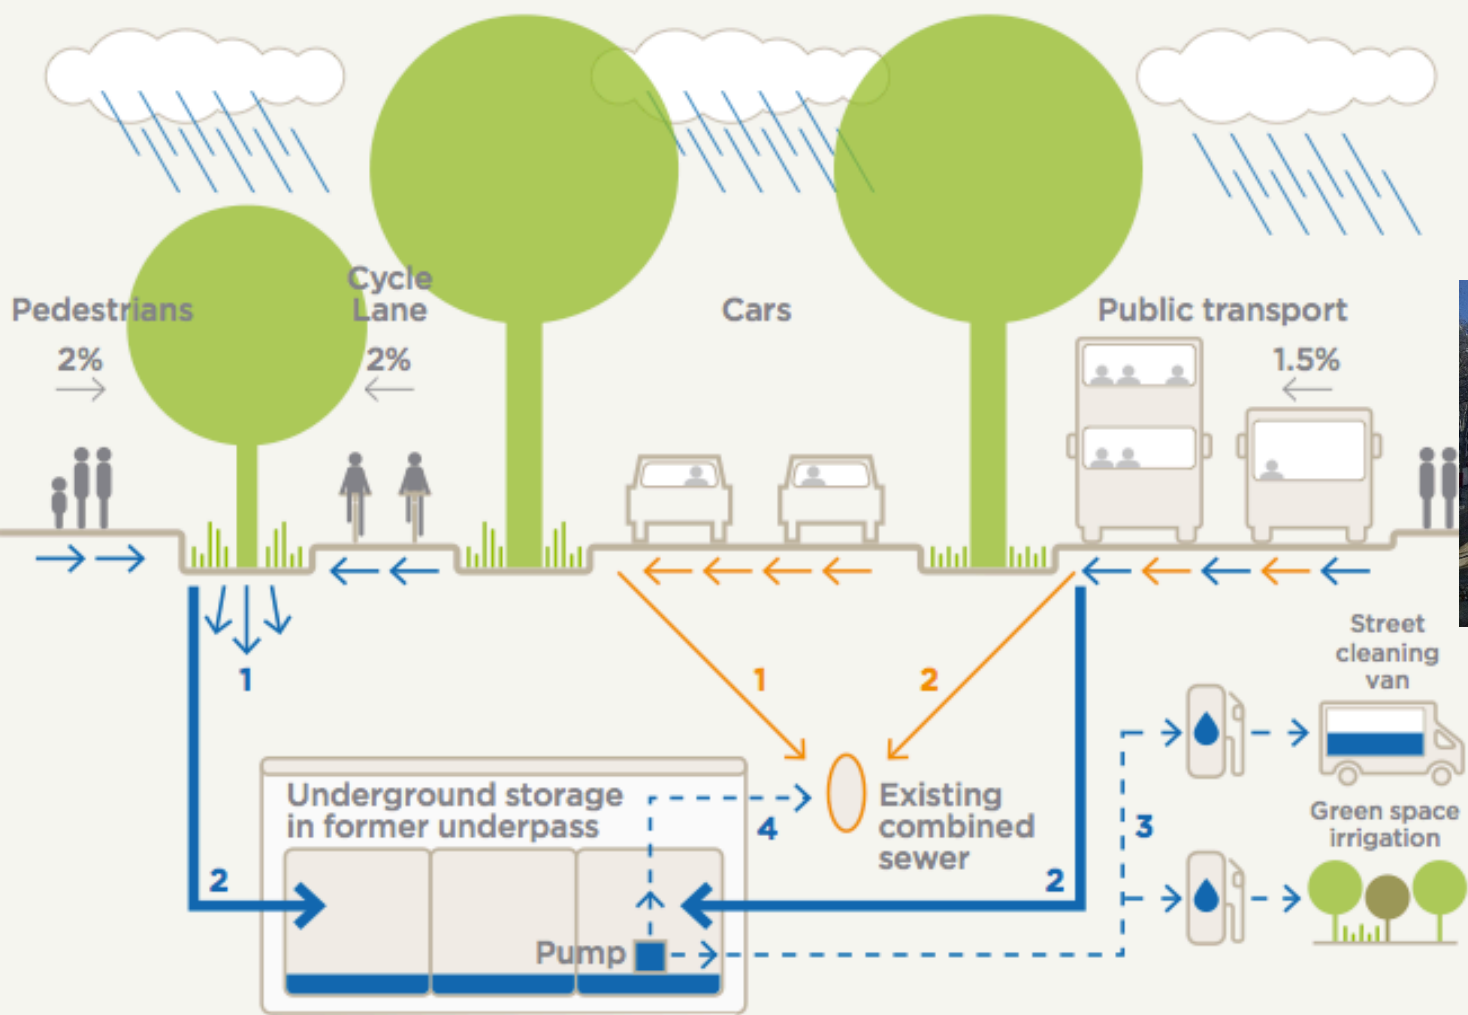 Pedestrians
2%
Cycle
Lane
2%
Cars
Public transport
1.5%
1
2
1
2
Underground storage
in former underpass
Pump
4
Existing
combined
sewer
2
3
Street
cleaning
van
Green space
irrigation